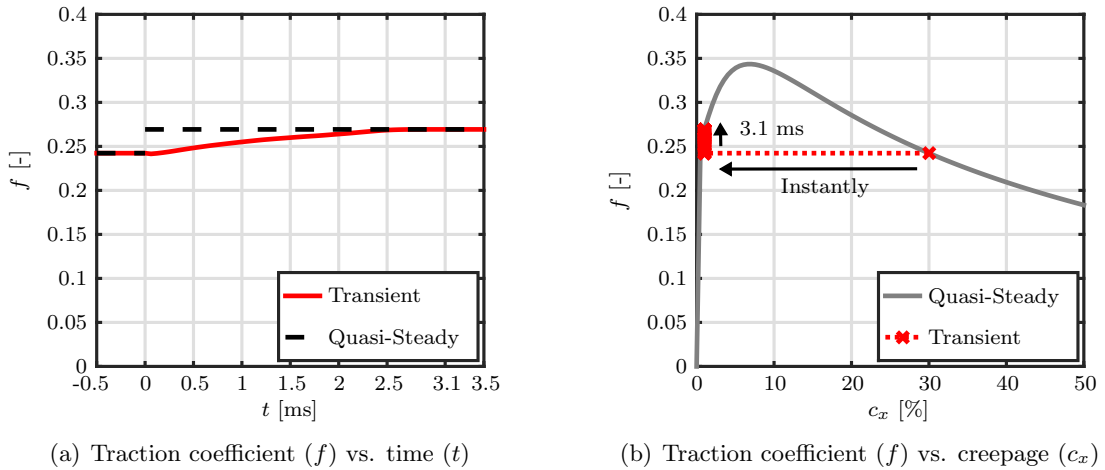 0.4
0.35
0.3
0.25
0.2
0.15
0.1
0.05
0
f [-]
Transient
Quasi-Steady
-0.5 0 0.5 1 1.5 2 2.5 3.1 3.5
t [ms]
(a) Traction coefficient (f) vs. time (t)
0.4
0.35
0.3
0.25
0.2
0.15
0.1
0.05
0
f [-]
3.1 ms
Instantly
Quasi-Steady
Transient
0 10 20 30 40 50
cₓ [%]
(b) Traction coefficient (f) vs. creepage (cₓ)